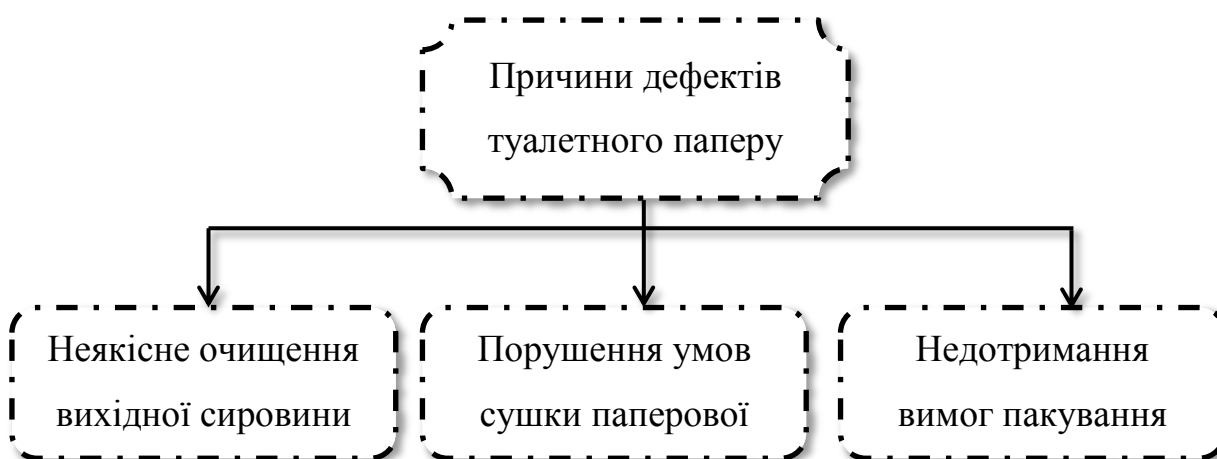 Причини дефектів
туалетного паперу
Неякісне очищення
вихідної сировини
Порушення умов
сушки паперової
Недотримання
вимог пакування